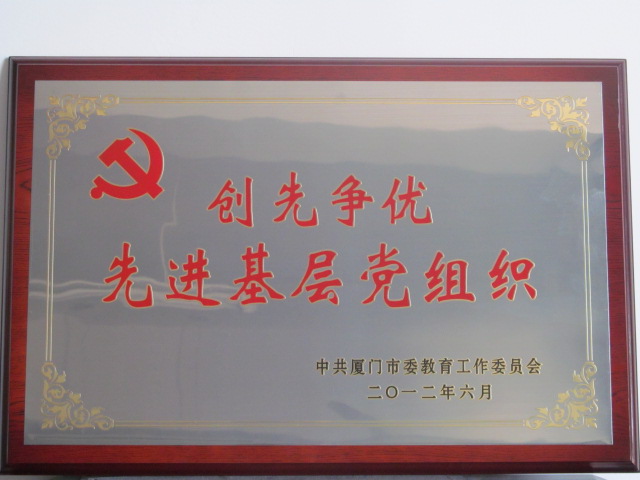 创先争优
先进基层党组织
中共厦门市委教育工作委员会
二〇一二年六月